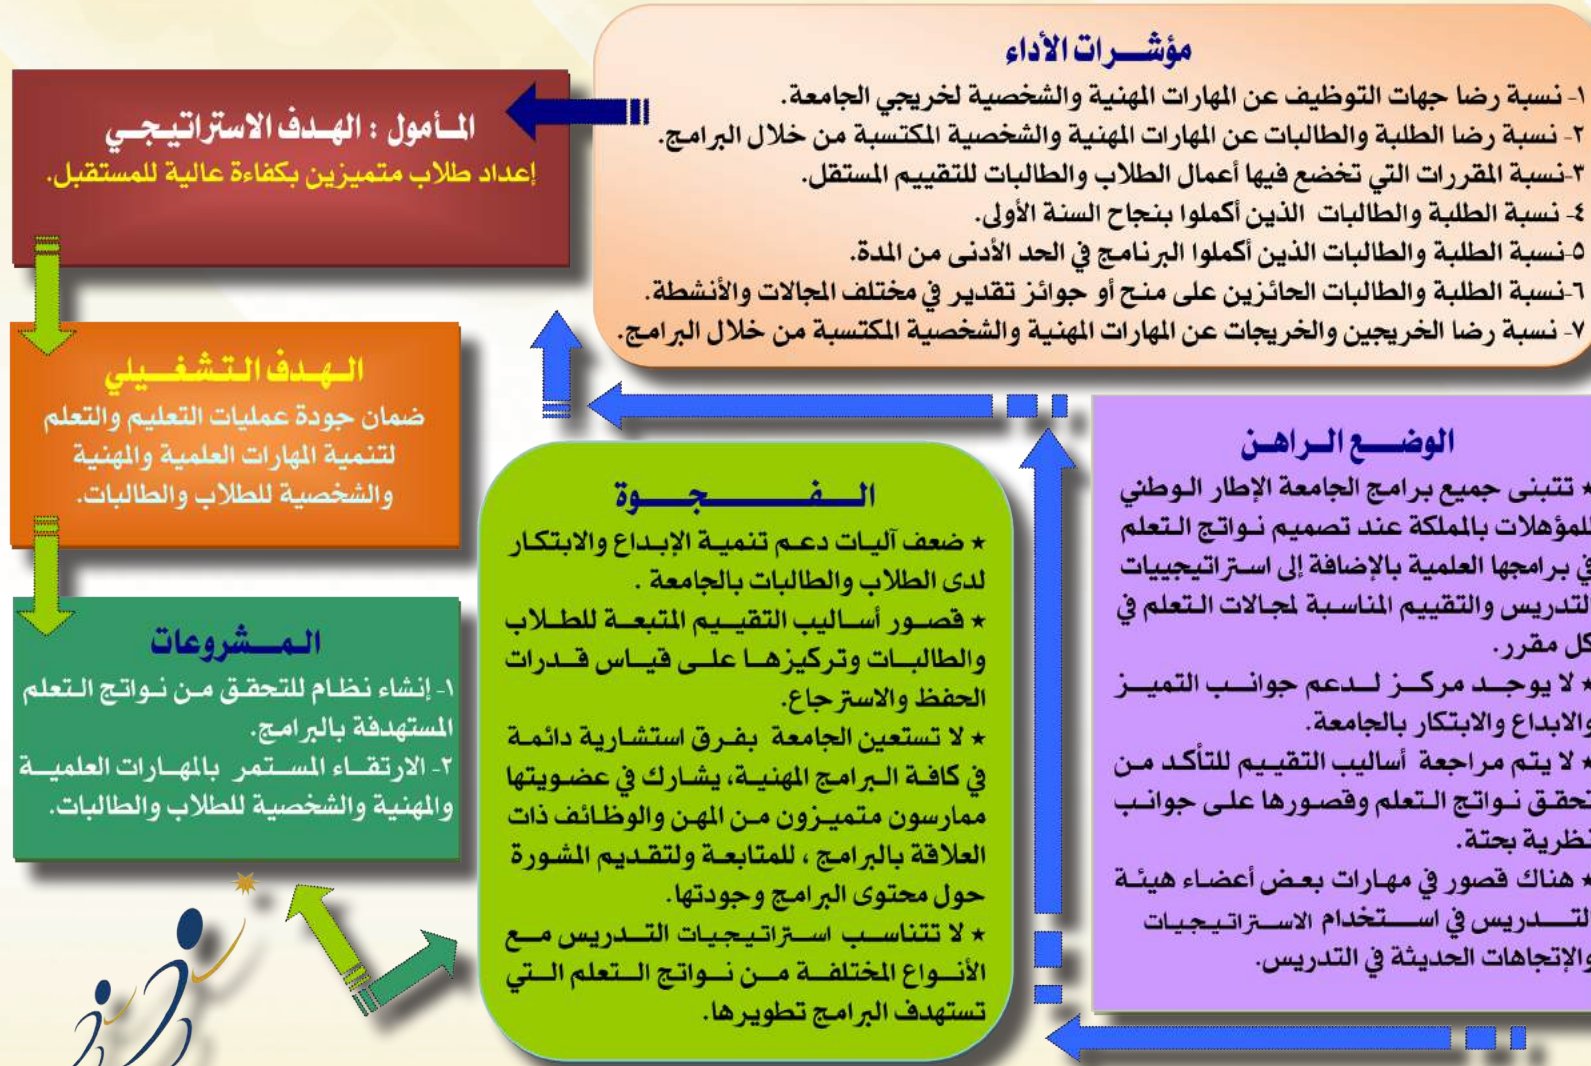 مؤشرات الأداء
١- نسبة رضا جهات التوظيف عن المهارات المهنية والشخصية لخريجي الجامعة.
٢- نسبة رضا الطلبة والطالبات عن المهارات المهنية والشخصية المكتسبة من خلال البرامج.
٣-نسبة المقررات التي تخضع فيها أعمال الطلاب والطالبات للتقييم المستقل.
٤- نسبة الطلبة والطالبات الذين أكملوا بنجاح السنة الأولى.
٥-نسبة الطلبة والطالبات الذين أكملوا البرنامج في الحد الأدنى من المدة.
٦-نسبة الطلبة والطالبات الحائزين على منح أو جوائز تقدير في مختلف المجالات والأنشطة.
٧- نسبة رضا الخريجين والخريجات عن المهارات المهنية والشخصية المكتسبة من خلال البرامج.
المأمول : الهدف الاستراتيجي
إعداد طلاب متميزين بكفاءة عالية للمستقبل.
الهدف التشغيلي
ضمان جودة عمليات التعليم والتعلم
لتنمية المهارات العلمية والمهنية
والشخصية للطلاب والطالبات.
المشروعات
١- إنشاء نظام للتحقق من نواتج التعلم
المستهدفة بالبرامج.
٢- الارتقاء المستمر بالمهارات العلمية
والمهنية والشخصية للطلاب والطالبات.
الوضع الراهن
* تتبنى جميع برامج الجامعة الإطار الوطني
للمؤهلات بالملكة عند تصميم نواتج التعلم
في برامجها العلمية بالإضافة إلى استراتيجييات
التدريس والتقييم المناسبة لمجالات التعلم في
كل مقرر.
* لا يوجد مركز لدعم جوانب التميز
والابداع والابتكار بالجامعة.
* لا يتم مراجعة أساليب التقييم للتأكد من
تحقق نواتج التعلم وقصورها على جوانب
نظرية بحتة.
* هناك قصور في مهارات بعض أعضاء هيئة
التدريس في استخدام الاستراتيجيات
والإتجاهات الحديثة في التدريس.
الفجوة
* ضعف آليات دعم تنمية الإبداع والابتكار
لدى الطلاب والطالبات بالجامعة .
* قصور أساليب التقييم المتبعة للطلاب
والطالبات وتركيزها على قياس قدرات
الحفظ والاسترجاع.
* لا تستعين الجامعة بفرق استشارية دائمة
في كافة البرامج المهنية، يشارك في عضويتها
ممارسون متميزون من المهن والوظائف ذات
العلاقة بالبرامج ، للمتابعة ولتقديم المشورة
حول محتوى البرامج وجودتها.
* لا تتناسب استراتيجيات التدريس مع
الأنواع المختلفة من نواتج التعلم التي
تستهدف البرامج تطويرها.